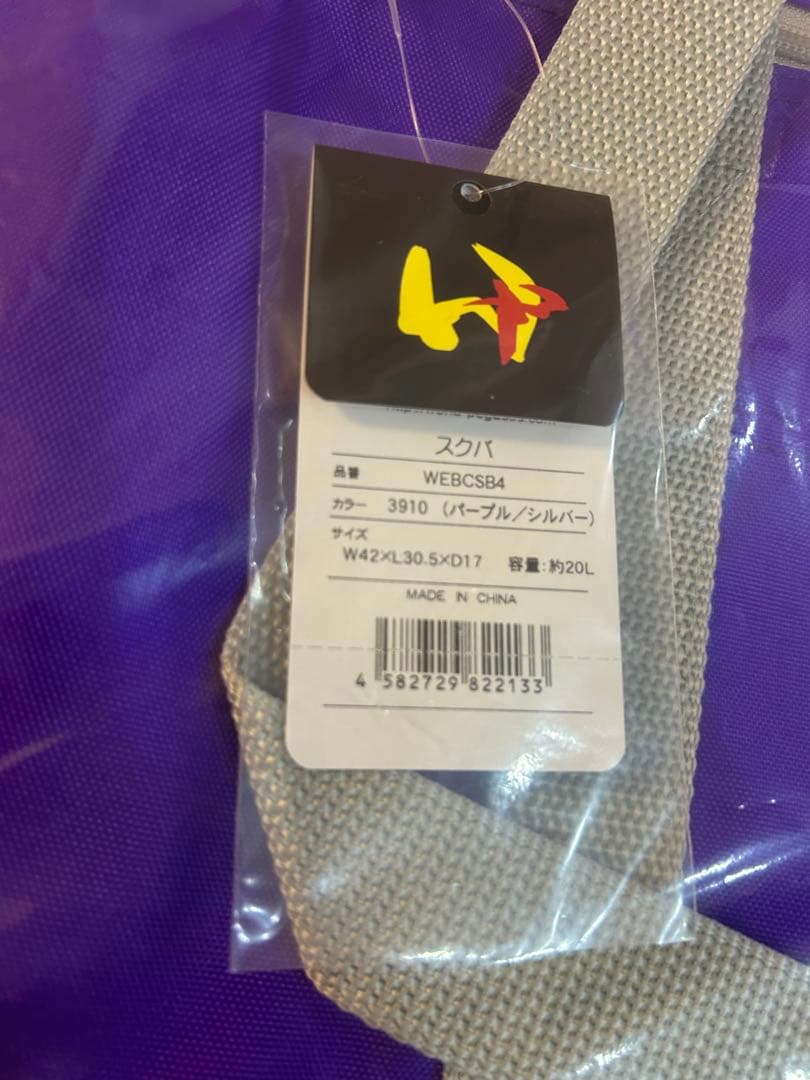 スクバ
品番 WEBCSB4
カラー 3910 (パープル/シルバー)
サイズ
W42×L30.5×D17 容量:約20L
MADE IN CHINA
4 582729 822133